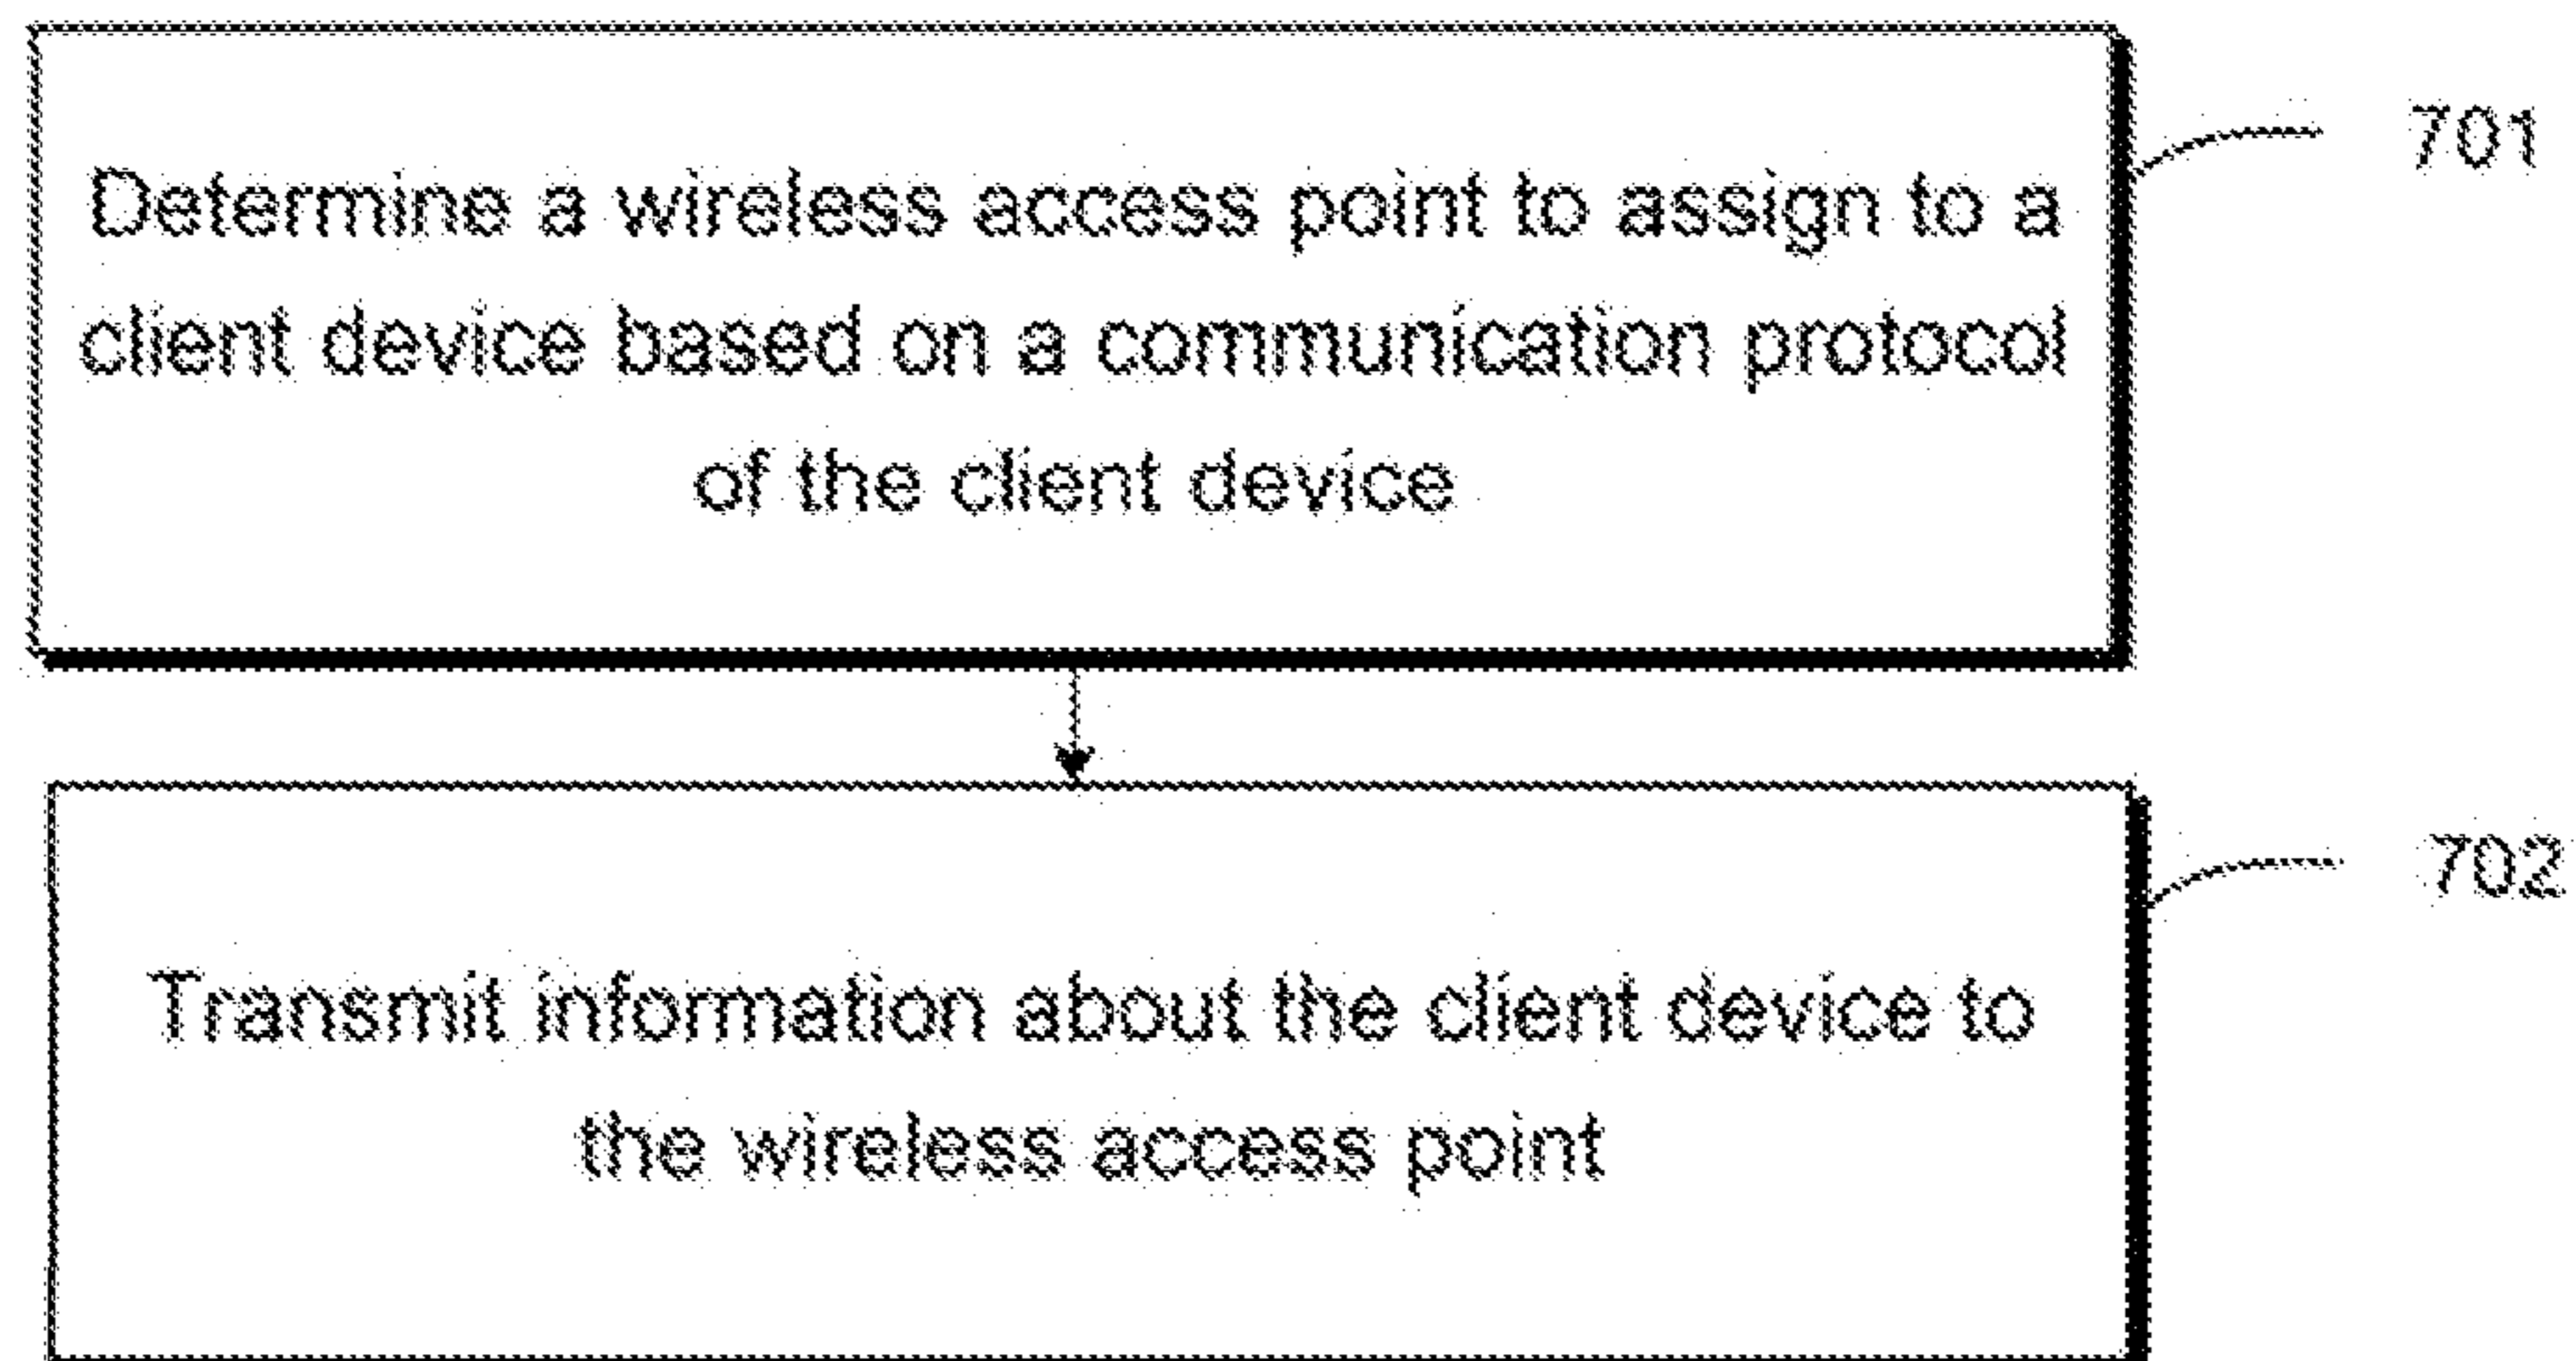 701
Determine a wireless access point to assign to a
client device based on a communication protocol
of the client device
702
Transmit information about the client device to
the wireless access point